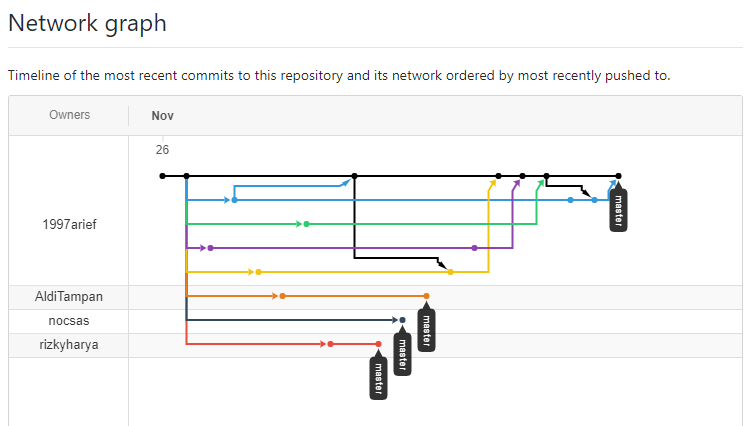 Network graph
Timeline of the most recent commits to this repository and its network ordered by most recently pushed to.
Owners
Nov
26
1997arief
master
AldiTampan
master
nocsas
master
rizkyharya
master